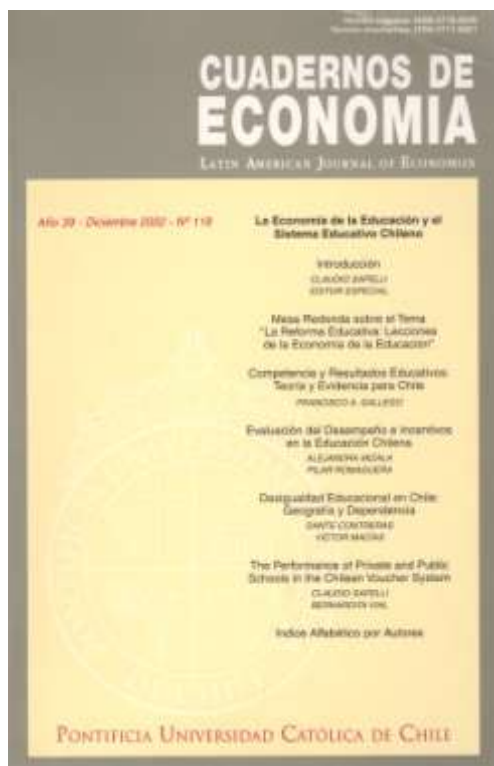 CUADERNOS DE
ECONOMIA
LATIN AMERICAN JOURNAL OF ECONOMICS
Año 39 - Diciembre 2002 - Nº 118
La Economía de la Educación y el
Sistema Educativo Chileno
Introducción
CLAUDIO SAPELLI
EDITOR ESPECIAL
Mesa Redonda sobre el Tema
"La Reforma Educativa: Lecciones
de la Economía de la Educación"
Competencia y Resultados Educativos:
Teoría y Evidencia para Chile
FRANCISCO A. GALLEGO
Evaluación del Desempeño e Incentivos
en la Educación Chilena
ALEJANDRA MIZALA
PILAR ROMAGUERA
Desigualdad Educacional en Chile:
Geografía y Dependencia
DANTE CONTRERAS
VICTOR MACÍAS
The Performance of Private and Public
Schools in the Chilean Voucher System
CLAUDIO SAPELLI
BERNARDITA VIAL
Indice Alfabético por Autores
PONTIFICIA UNIVERSIDAD CATÓLICA DE CHILE